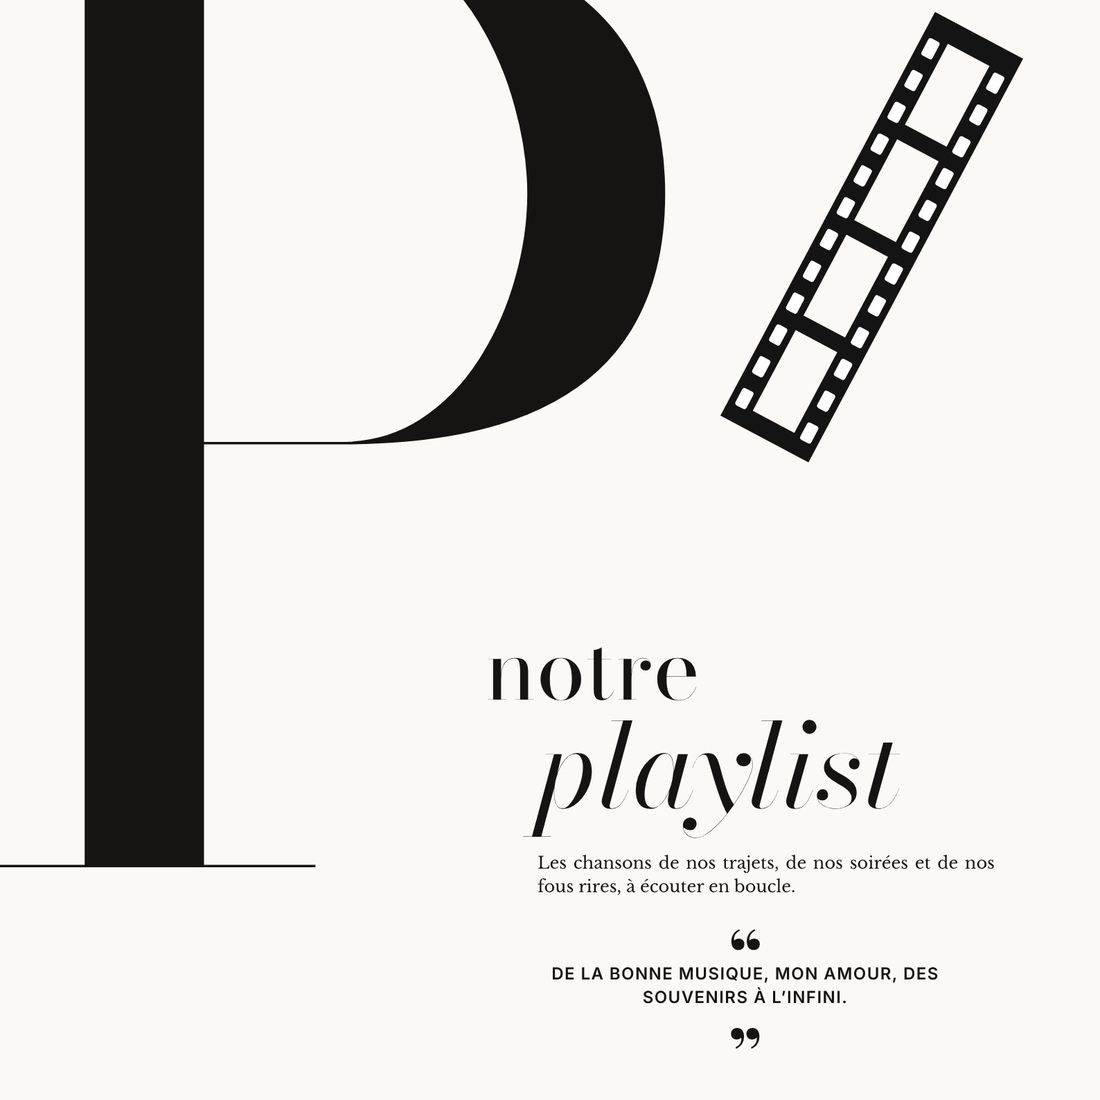 P
notre
playlist
Les chansons de nos trajets, de nos soirées et de nos
fous rires, à écouter en boucle.
“
DE LA BONNE MUSIQUE, MON AMOUR, DES
SOUVENIRS À L’INFINI.
”